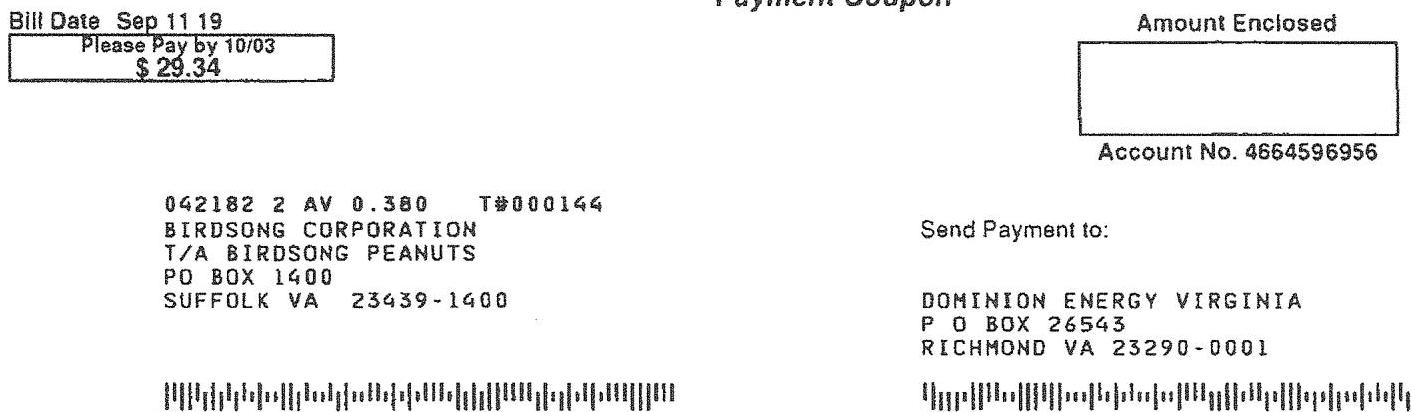 Payment Coupon
Bill Date Sep 11 19
Please Pay by 10/03
$ 29.34
Amount Enclosed
Account No. 4664596956
042182 2 AV 0.380 T#000144
BIRDSONG CORPORATION
T/A BIRDSONG PEANUTS
PO BOX 1400
SUFFOLK VA 23439-1400
Send Payment to:
DOMINION ENERGY VIRGINIA
P O BOX 26543
RICHMOND VA 23290-0001